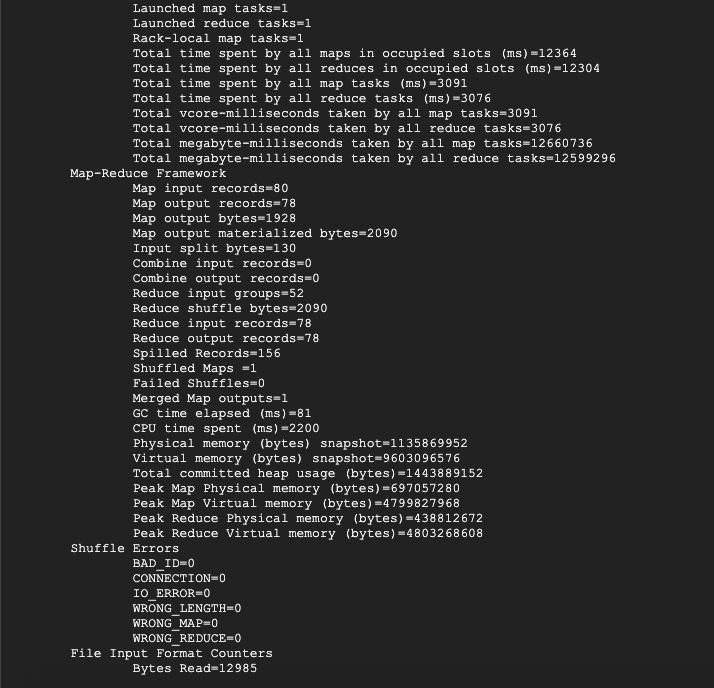 Launched map tasks=1
Launched reduce tasks=1
Rack-local map tasks=1
Total time spent by all maps in occupied slots (ms)=12364
Total time spent by all reduces in occupied slots (ms)=12304
Total time spent by all map tasks (ms)=3091
Total time spent by all reduce tasks (ms)=3076
Total vcore-milliseconds taken by all map tasks=3091
Total vcore-milliseconds taken by all reduce tasks=3076
Total megabyte-milliseconds taken by all map tasks=12660736
Total megabyte-milliseconds taken by all reduce tasks=12599296
Map-Reduce Framework
Map input records=80
Map output records=78
Map output bytes=1928
Map output materialized bytes=2090
Input split bytes=130
Combine input records=0
Combine output records=0
Reduce input groups=52
Reduce shuffle bytes=2090
Reduce input records=78
Reduce output records=78
Spilled Records=156
Shuffled Maps =1
Failed Shuffles=0
Merged Map outputs=1
GC time elapsed (ms)=81
CPU time spent (ms)=2200
Physical memory (bytes) snapshot=1135869952
Virtual memory (bytes) snapshot=9603096576
Total committed heap usage (bytes)=1443889152
Peak Map Physical memory (bytes)=697057280
Peak Map Virtual memory (bytes)=4799827968
Peak Reduce Physical memory (bytes)=438812672
Peak Reduce Virtual memory (bytes)=4803268608
Shuffle Errors
BAD_ID=0
CONNECTION=0
IO_ERROR=0
WRONG_LENGTH=0
WRONG_MAP=0
WRONG_REDUCE=0
File Input Format Counters
Bytes Read=12985